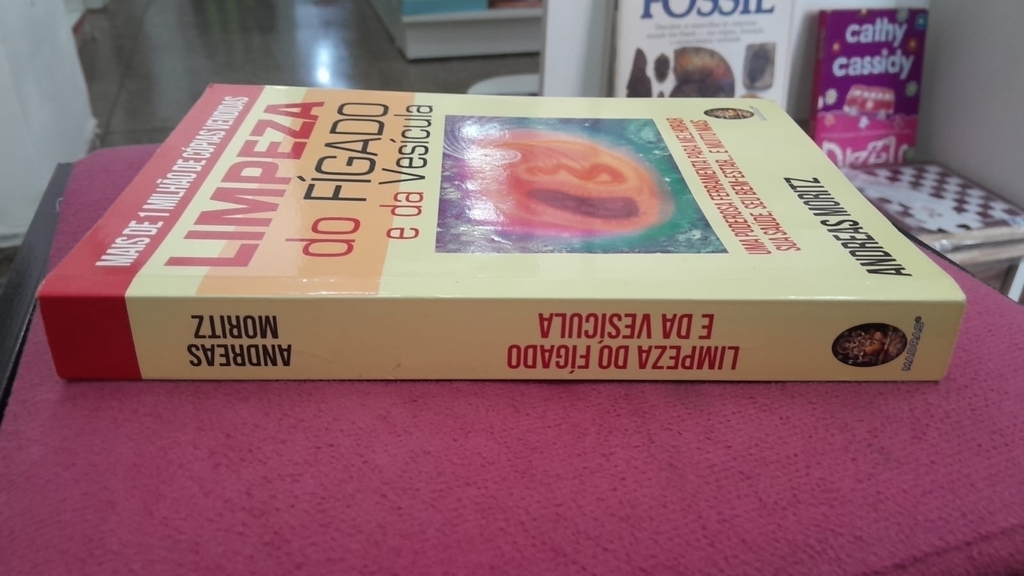 MAIS DE 1 MILHÃO DE CÓPIAS VENDIDAS
LIMPEZA
do FÍGADO
e da Vesícula
UMA PODEROSA FERRAMENTA PARA MELHORAR
SUA SAÚDE, BEM-ESTAR, E MUITO MAIS
ANDREAS MORITZ
ANDREAS
MORITZ
LIMPEZA DO FÍGADO
E DA VESÍCULA
MADRAS®
FOSSIL
cathy
cassidy